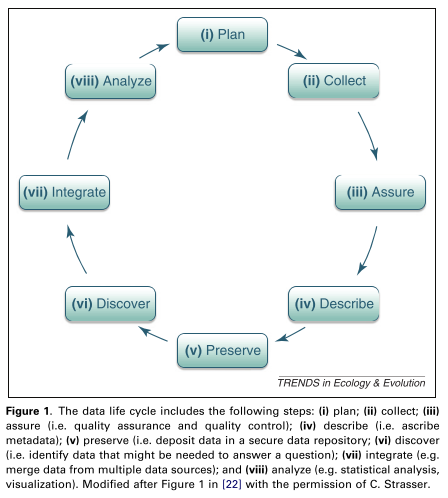 (i) Plan
(ii) Collect
(iii) Assure
(iv) Describe
(v) Preserve
(vi) Discover
(vii) Integrate
(viii) Analyze
TRENDS in Ecology & Evolution
Figure 1. The data life cycle includes the following steps: (i) plan; (ii) collect; (iii)
assure (i.e. quality assurance and quality control); (iv) describe (i.e. ascribe
metadata); (v) preserve (i.e. deposit data in a secure data repository); (vi) discover
(i.e. identify data that might be needed to answer a question); (vii) integrate (e.g.
merge data from multiple data sources); and (viii) analyze (e.g. statistical analysis,
visualization). Modified after Figure 1 in [22] with the permission of C. Strasser.